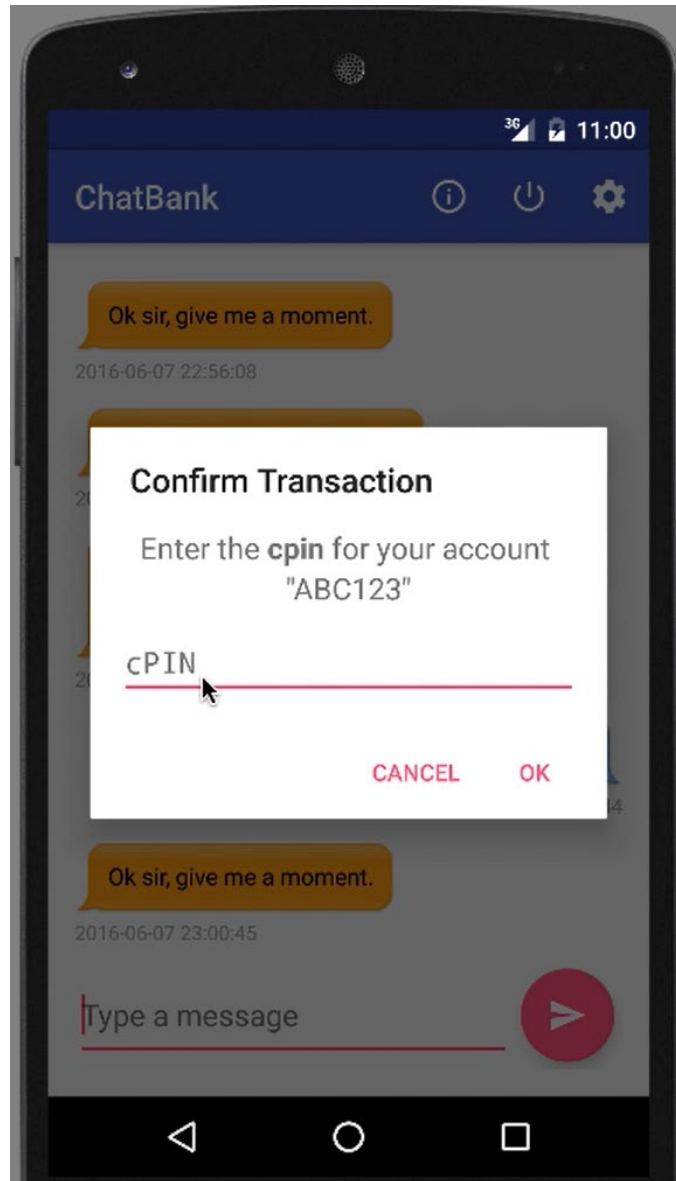 3G 11:00
ChatBank
Ok sir, give me a moment.
2016-06-07 22:56:08
Confirm Transaction
Enter the cpin for your account
"ABC123"
cPIN
CANCEL OK
Ok sir, give me a moment.
2016-06-07 23:00:45
Type a message